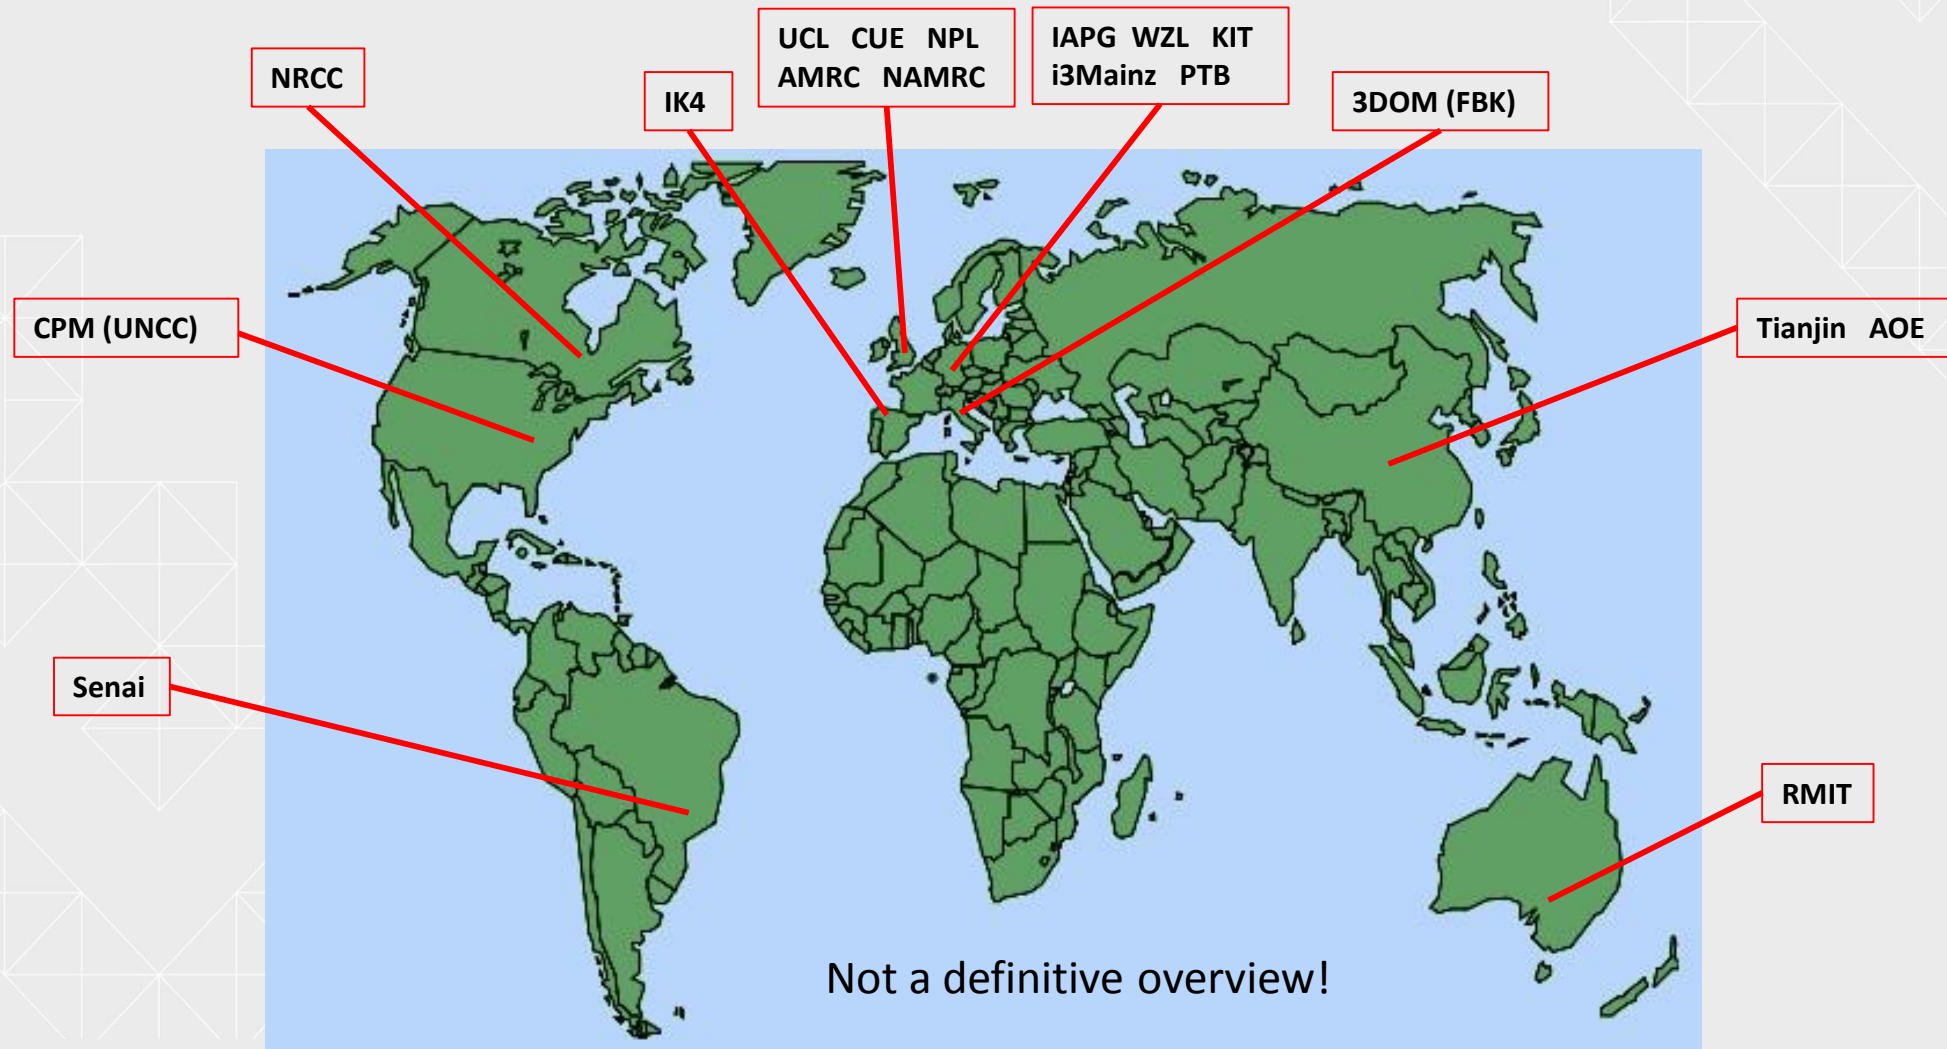 UCL CUE NPL
AMRC NAMRC
IAPG WZL KIT
i3Mainz PTB
NRCC
IK4
3DOM (FBK)
CPM (UNCC)
Tianjin AOE
Senai
RMIT
Not a definitive overview!